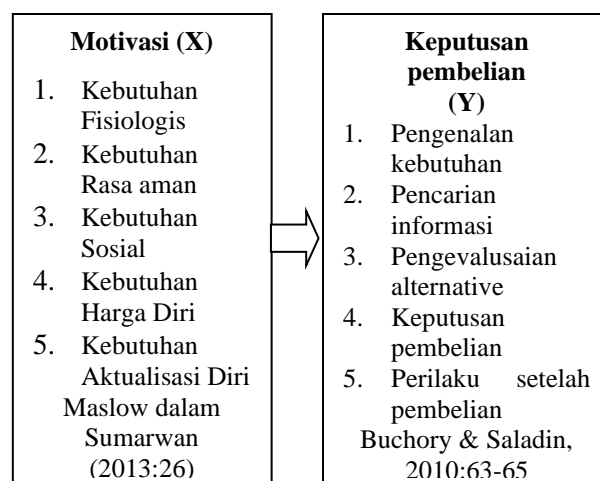 Motivasi (X)
1. Kebutuhan
Fisiologis
2. Kebutuhan
Rasa aman
3. Kebutuhan
Sosial
4. Kebutuhan
Harga Diri
5. Kebutuhan
Aktualisasi Diri
Maslow dalam
Sumarwan
(2013:26)
Keputusan
pembelian
(Y)
1. Pengenalan
kebutuhan
2. Pencarian
informasi
3. Pengevalusaian
alternative
4. Keputusan
pembelian
5. Perilaku setelah
pembelian
Buchory & Saladin,
2010:63-65